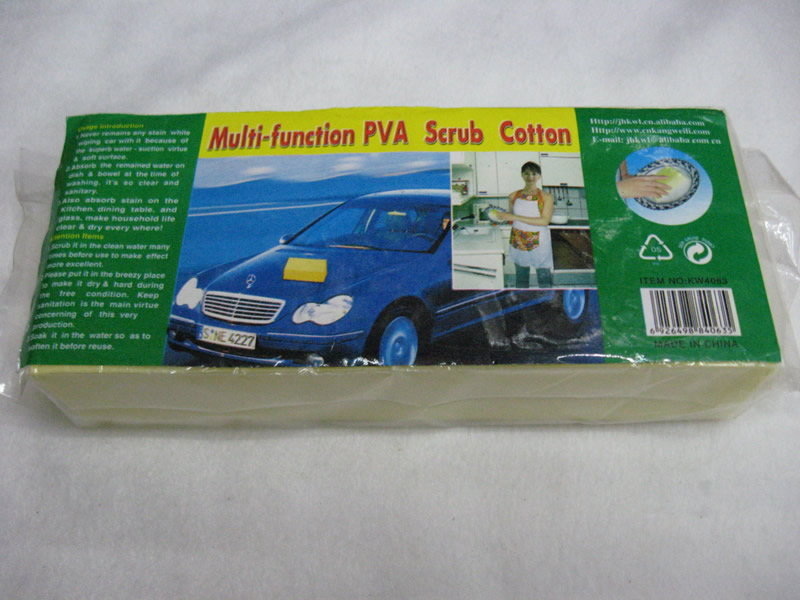 Usage Introduction
1.Never remains any stain while
wiping car with it because of
the superb water - suction virtue
& soft surface.
2.Absorb the remained water on
dish & bowel at the time of
washing, it's so clear and
sanitary.
Also absorb stain on the
Kitchen, dining table, and
glass, make household life
clear & dry every where!
tention Items
Scrub it in the clean water many
mes before use to make effect
more excellent.
Please put it in the breezy place
to make it dry & hard during
the free condition. Keep
sanitation is the main virtue
concerning of this very
production.
Soak it in the water so as to
soften it before reuse.
Multi-function PVA Scrub Cotton
S NE 4227
Http://jhkwl.cn.alibaba.com
Http://www.cnkangweili.com
E-mail: jhkwl@alibaba.com.cn
05
ITEM NO:KW4063
6 926498 840635
MADE IN CHINA